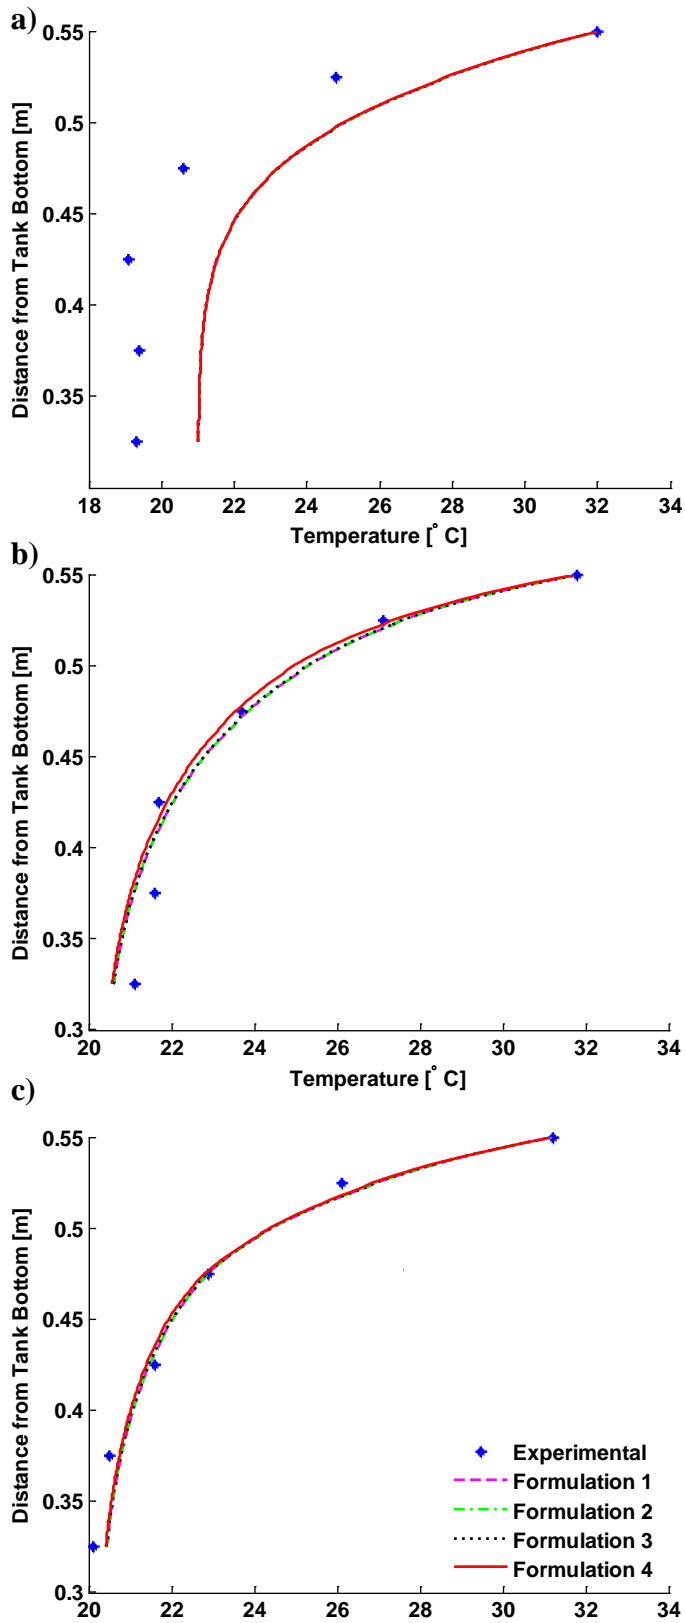 a)
0.55
0.5
0.45
0.4
0.35
Distance from Tank Bottom [m]
18 20 22 24 26 28 30 32 34
Temperature [° C]
b)
0.55
0.5
0.45
0.4
0.35
0.3
Distance from Tank Bottom [m]
20 22 24 26 28 30 32 34
Temperature [° C]
c)
0.55
0.5
0.45
0.4
0.35
0.3
Distance from Tank Bottom [m]
20 22 24 26 28 30 32 34
Experimental
Formulation 1
Formulation 2
Formulation 3
Formulation 4